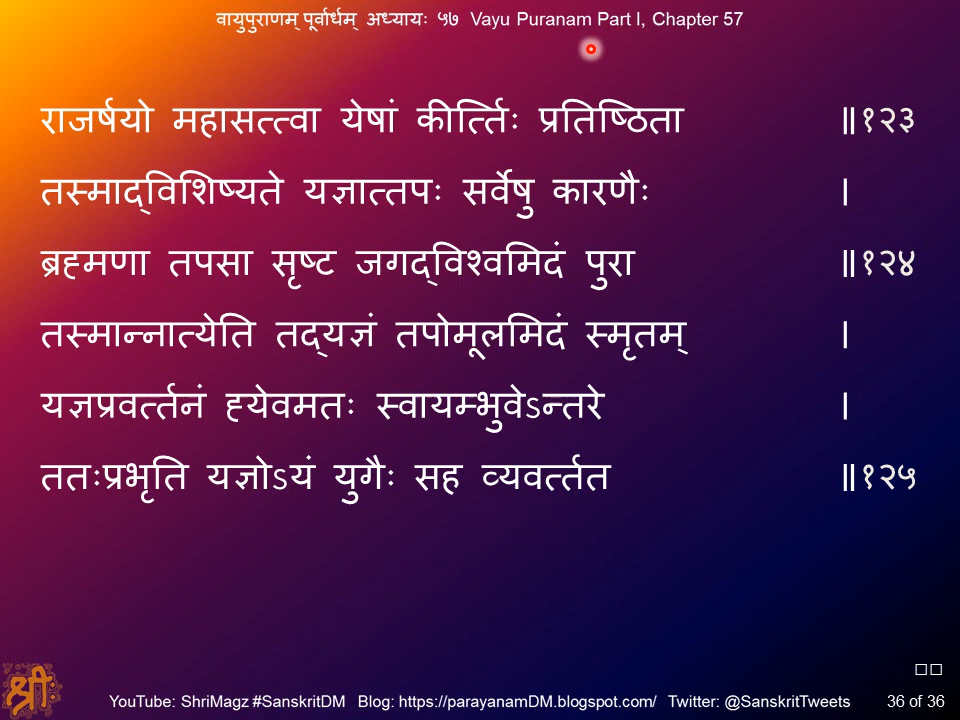 वायुपुराणम् पूर्वार्धम् अध्यायः ५७ Vayu Puranam Part I, Chapter 57
राजर्षयो महासत्त्वा येषां कीर्त्तिः प्रतिष्ठिता ॥१२३
तस्माद्विशिष्यते यज्ञात्तपः सर्वेषु कारणैः ।
ब्रह्मणा तपसा सृष्ट जगद्विश्वमिदं पुरा ॥१२४
तस्मान्नात्येति तद्यज्ञं तपोमूलमिदं स्मृतम् ।
यज्ञप्रवर्त्तनं ह्येवमतः स्वायम्भुवेऽन्तरे ।
ततःप्रभृति यज्ञोऽयं युगैः सह व्यवर्त्तत ॥१२५
श्रीः
YouTube: ShriMagz #SanskritDM Blog: https://parayanamDM.blogspot.com/ Twitter: @SanskritTweets 36 of 36